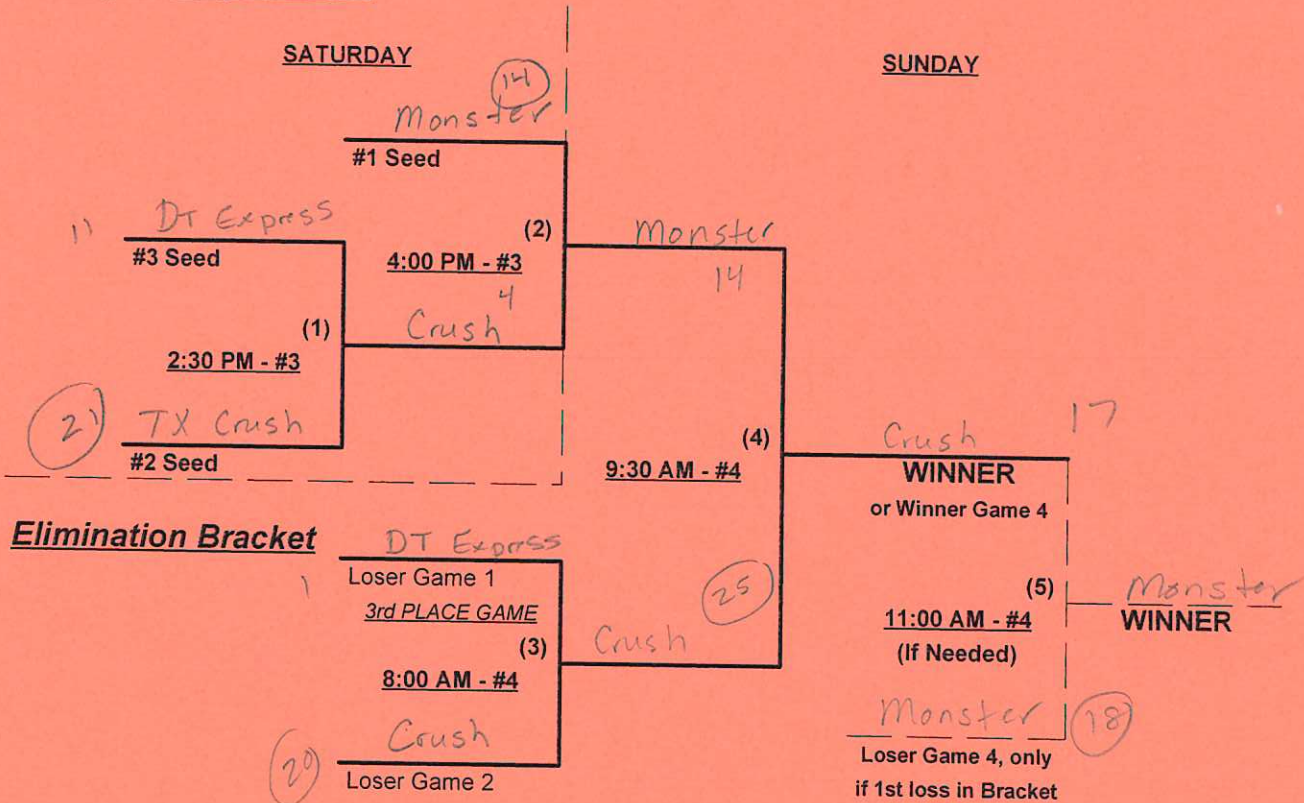 SATURDAY
SUNDAY
14
Monster
#1 Seed
11 DT Express
#3 Seed
(2)
4:00 PM - #3
4
Monster
14
(1)
Crush
2:30 PM - #3
21 TX Crush
#2 Seed
(4)
9:30 AM - #4
Crush 17
WINNER
or Winner Game 4
Elimination Bracket
DT Express
1
Loser Game 1
3rd PLACE GAME
(3)
8:00 AM - #4
25
Crush
(5)
11:00 AM - #4
(If Needed)
Monster
WINNER
Crush
20
Loser Game 2
Monster 18
Loser Game 4, only
if 1st loss in Bracket